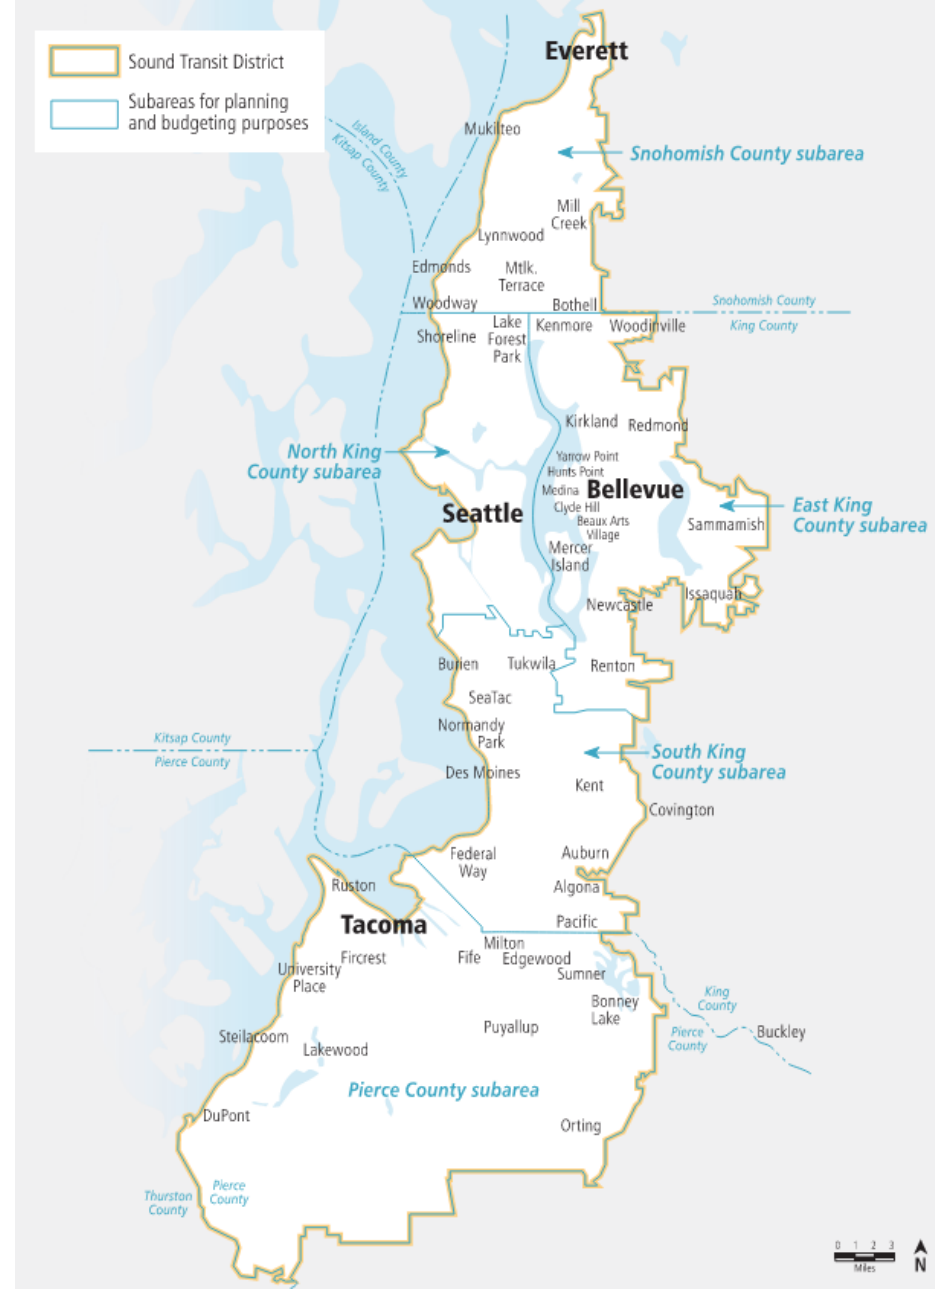 Sound Transit District
Subareas for planning
and budgeting purposes
Everett
Mukilteo
Island County
Kitsap County
Snohomish County subarea
Mill
Creek
Lynnwood
Edmonds
Mtlk.
Terrace
Woodway
Bothell
Snohomish County
King County
Shoreline
Lake
Forest
Park
Kenmore
Woodinville
Kirkland
Redmond
North King
County subarea
Yarrow Point
Hunts Point
Medina
Bellevue
Clyde Hill
Beaux Arts
Village
Seattle
East King
County subarea
Sammamish
Mercer
Island
Newcastle
Issaquah
Burien
Tukwila
Renton
SeaTac
Normandy
Park
Kitsap County
Pierce County
South King
County subarea
Des Moines
Kent
Covington
Federal
Way
Auburn
Ruston
Algona
Tacoma
Pacific
Milton
Fircrest
Fife
Edgewood
University
Place
Sumner
Bonney
Lake
King
County
Pierce
County
Buckley
Puyallup
Steilacoom
Lakewood
Pierce County subarea
DuPont
Orting
Thurston
County
Pierce
County
0 1 2 3
Miles
N